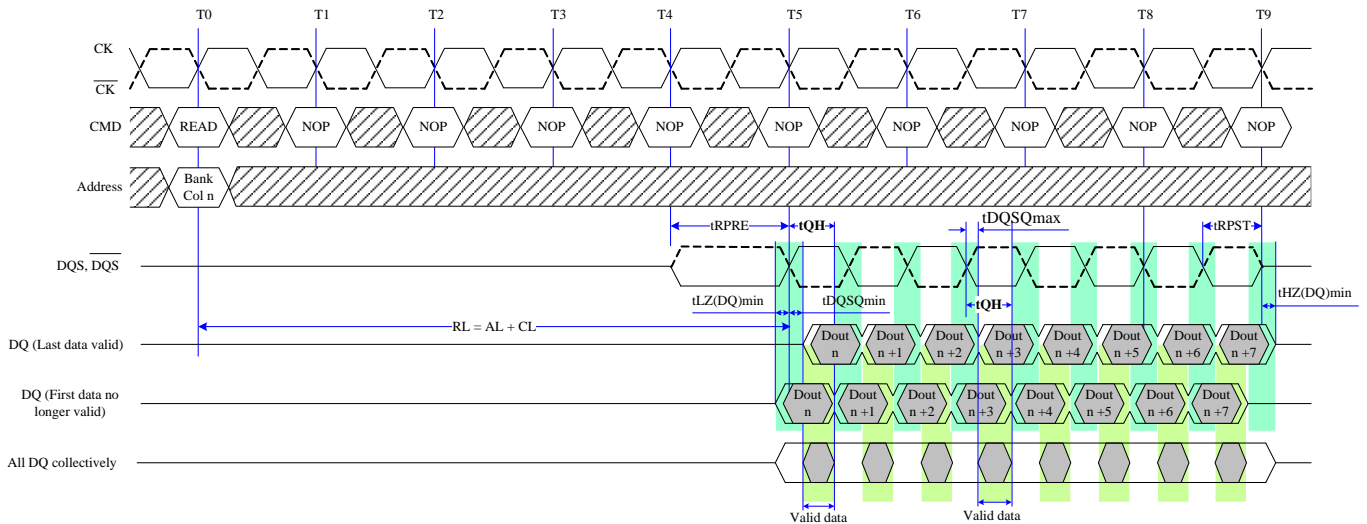 T0 T1 T2 T3 T4 T5 T6 T7 T8 T9
CK
CK
CMD READ NOP NOP NOP NOP NOP NOP NOP NOP NOP
Address Bank
Col n
tRPRE tQH tDQSQmax tRPST
DQS, DQS
tLZ(DQ)min tDQSQmin tQH tHZ(DQ)min
RL = AL + CL
DQ (Last data valid) Dout Dout Dout Dout Dout Dout Dout Dout
n n +1 n +2 n +3 n +4 n +5 n +6 n +7
DQ (First data no
longer valid)
Dout Dout Dout Dout Dout Dout Dout Dout
n n +1 n +2 n +3 n +4 n +5 n +6 n +7
All DQ collectively
Valid data Valid data